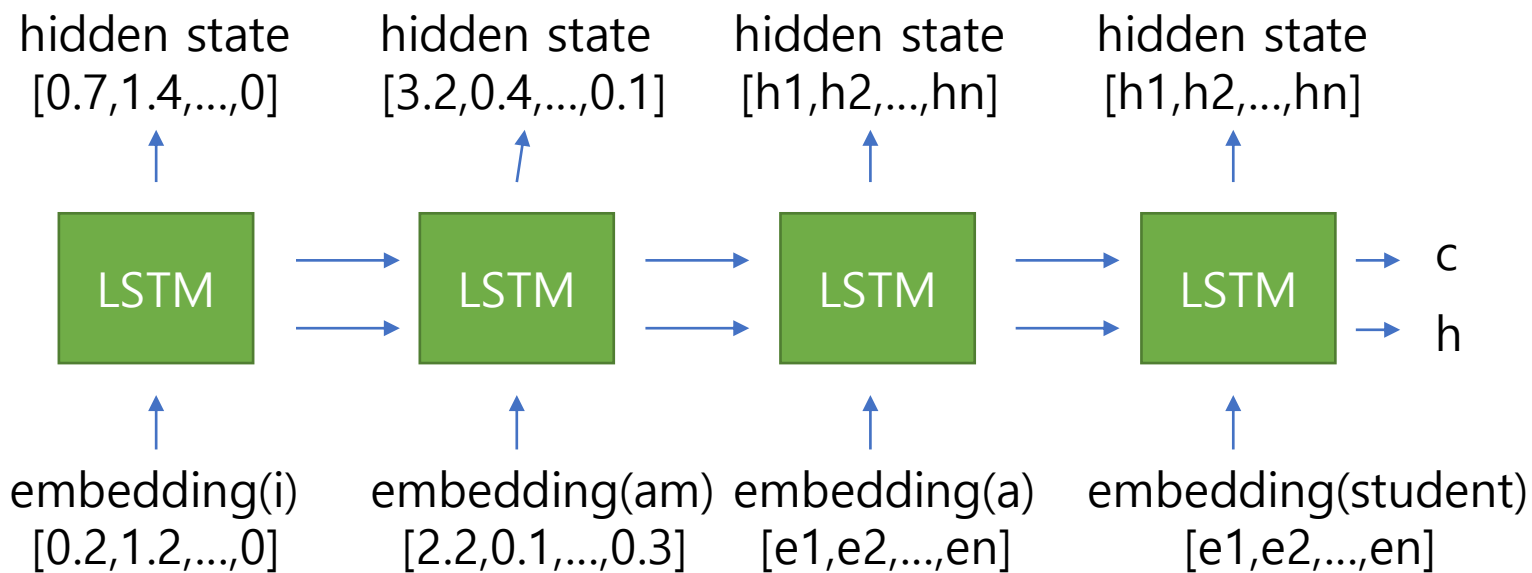 hidden state hidden state hidden state hidden state
[0.7,1.4,...,0] [3.2,0.4,...,0.1] [h1,h2,...,hn] [h1,h2,...,hn]
LSTM LSTM LSTM LSTM
c
h
embedding(i) embedding(am) embedding(a) embedding(student)
[0.2,1.2,...,0] [2.2,0.1,...,0.3] [e1,e2,...,en] [e1,e2,...,en]